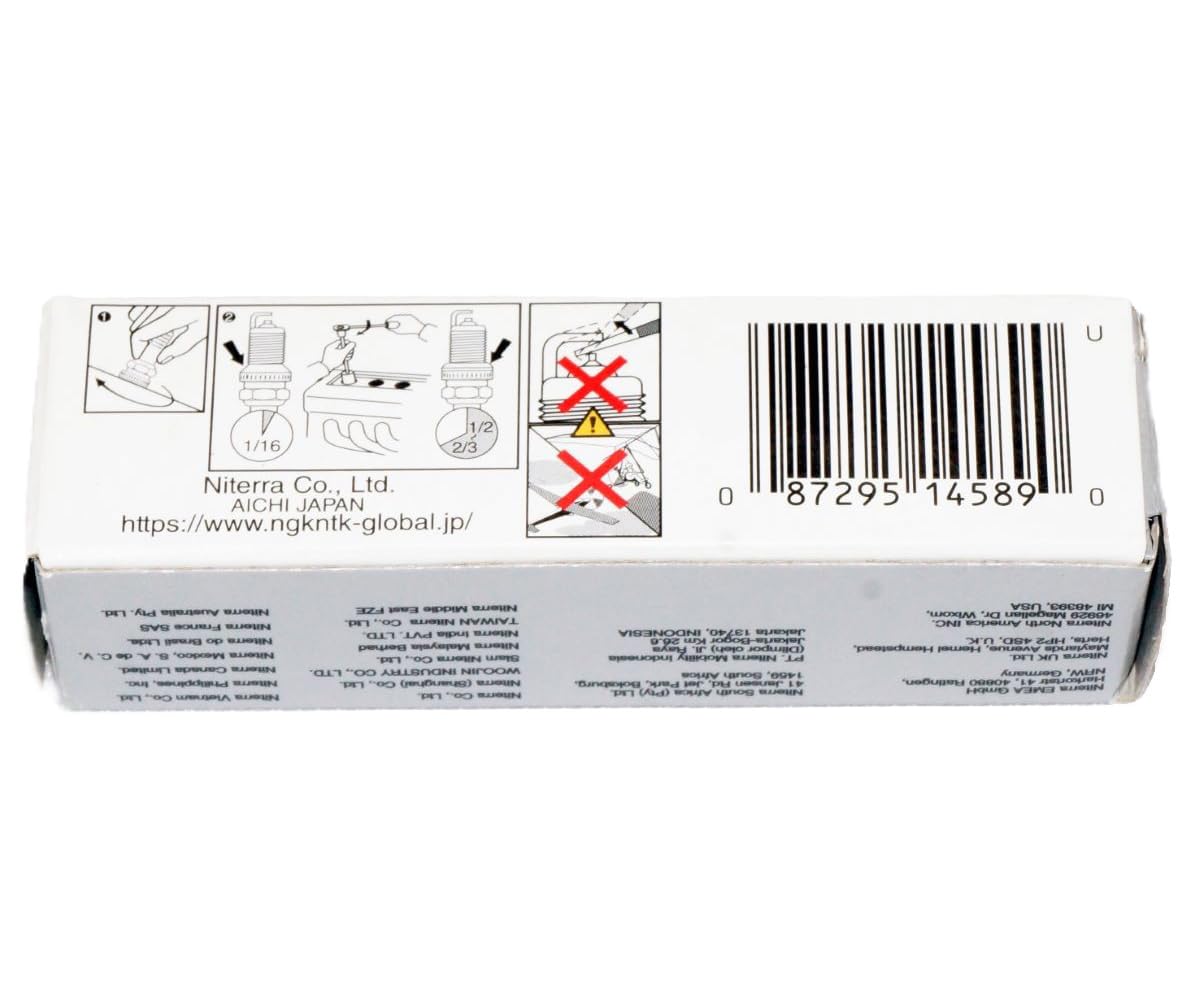 1
2
1/16
1/2
2/3
Niterra Co., Ltd.
AICHI JAPAN
https://www.ngkntk-global.jp/
U
0 87295 14589 0
Niterra EMEA GmbH
Harkortstr 41, 40880 Ratingen,
NRW, Germany
Niterra UK Ltd.
Maylands Avenue, Hemel Hempstead,
Herts, HP2 4SD, U.K.
Niterra North America INC.
46929 Magellan Dr, Wixom,
MI 48393, USA
Niterra South Africa (Pty) Ltd.
41 Jansen Rd, Jet Park, Boksburg,
1459, South Africa
PT. Niterra Mobility Indonesia
(Diimpor oleh) Jl. Raya
Jakarta-Bogor Km 26.6
Jakarta 13740, INDONESIA
Niterra Co., Ltd.
Niterra (Shanghai) Co., Ltd.
WOOJIN INDUSTRY CO., LTD.
Siam Niterra Co., Ltd.
Niterra Malaysia Berhad
Niterra India PVT. LTD.
TAIWAN Niterra Co., Ltd.
Niterra Middle East FZE
Niterra Vietnam Co., Ltd.
Niterra Philippines, Inc.
Niterra Canada Limited.
Niterra Mexico, S. A. de C. V.
Niterra do Brasil Ltda.
Niterra France SAS
Niterra Australia Pty. Ltd.